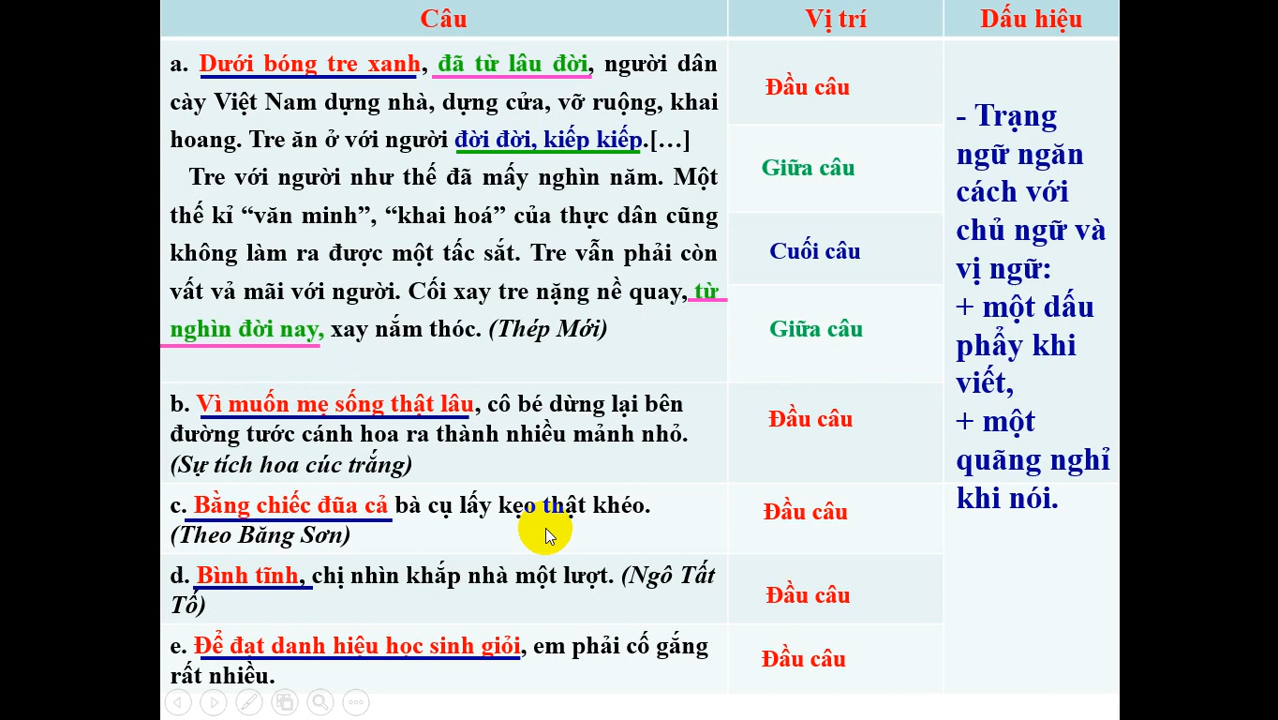 Câu
Vị trí
Dấu hiệu
a. Dưới bóng tre xanh, đã từ lâu đời, người dân
cày Việt Nam dựng nhà, dựng cửa, vỡ ruộng, khai
hoang. Tre ăn ở với người đời đời, kiếp kiếp.[…]
Tre với người như thế đã mấy nghìn năm. Một
thế kỉ “văn minh”, “khai hoá” của thực dân cũng
không làm ra được một tấc sắt. Tre vẫn phải còn
vất vả mãi với người. Cối xay tre nặng nề quay, từ
nghìn đời nay, xay nắm thóc. (Thép Mới)
Đầu câu
Giữa câu
Cuối câu
Giữa câu
b. Vì muốn mẹ sống thật lâu, cô bé dừng lại bên
đường tước cánh hoa ra thành nhiều mảnh nhỏ.
(Sự tích hoa cúc trắng)
Đầu câu
c. Bằng chiếc đũa cả bà cụ lấy kẹo thật khéo.
(Theo Băng Sơn)
Đầu câu
d. Bình tĩnh, chị nhìn khắp nhà một lượt. (Ngô Tất
Tố)
Đầu câu
e. Để đạt danh hiệu học sinh giỏi, em phải cố gắng
rất nhiều.
Đầu câu
- Trạng
ngữ ngăn
cách với
chủ ngữ và
vị ngữ:
+ một dấu
phẩy khi
viết,
+ một
quãng nghỉ
khi nói.